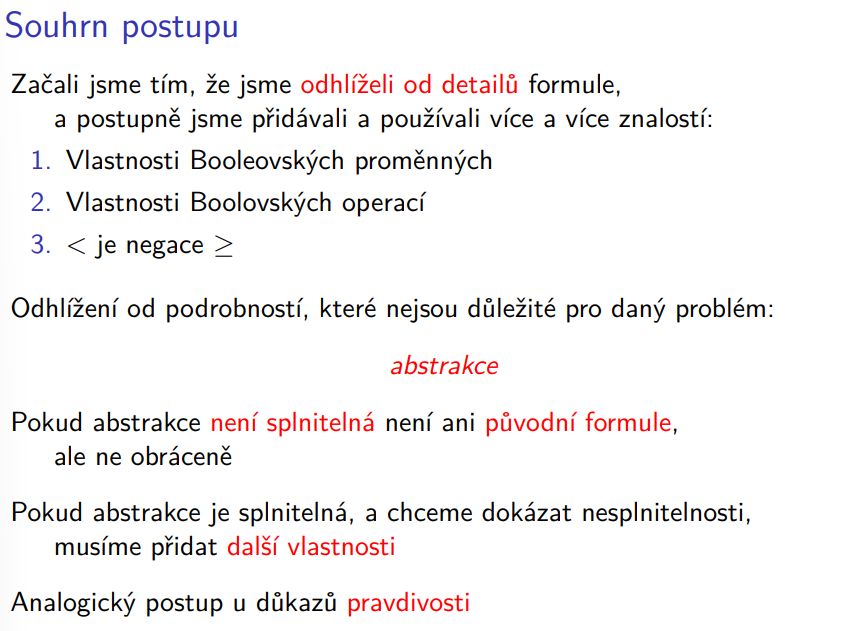 Souhrn postupu
Začali jsme tím, že jsme odhlíželi od detailů formule,
a postupně jsme přidávali a používali více a více znalostí:
1. Vlastnosti Booleovských proměnných
2. Vlastnosti Boolovských operací
3. < je negace ≥
Odhlížení od podrobností, které nejsou důležité pro daný problém:
abstrakce
Pokud abstrakce není splnitelná není ani původní formule,
ale ne obráceně
Pokud abstrakce je splnitelná, a chceme dokázat nesplnitelnosti,
musíme přidat další vlastnosti
Analogický postup u důkazů pravdivosti